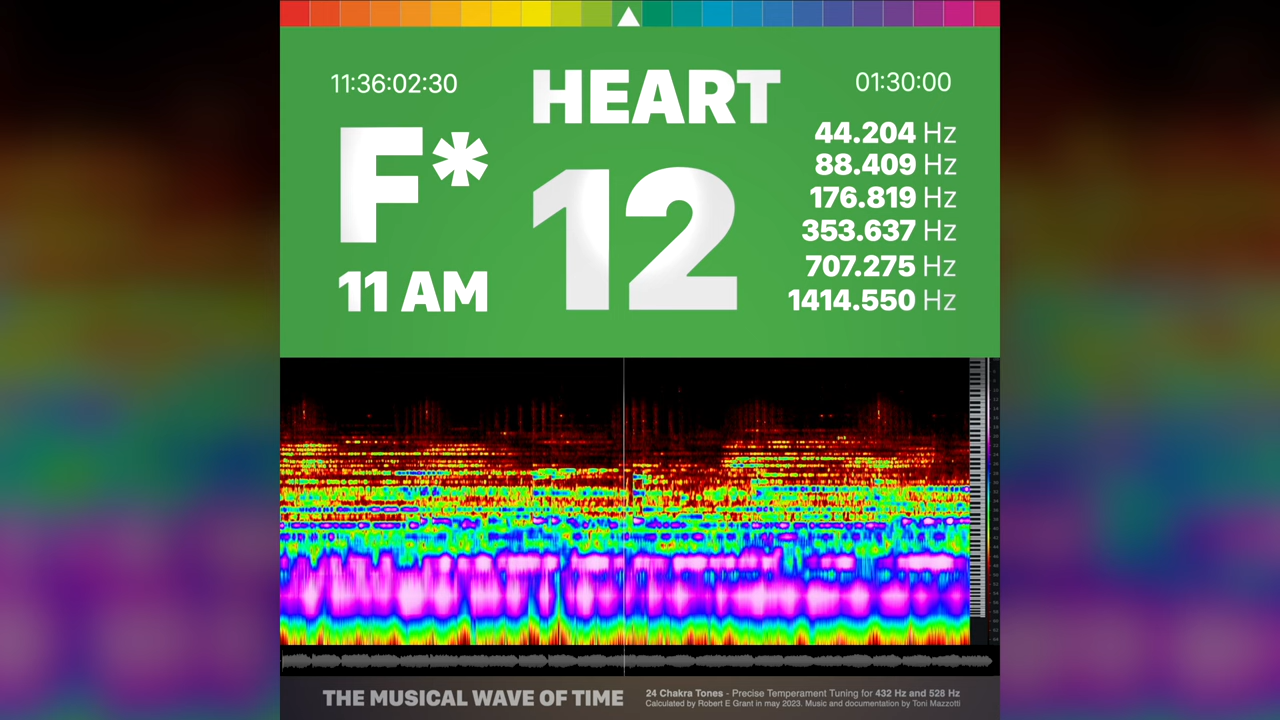 11:36:02:30
HEART
01:30:00
F*
12
11 AM
44.204 Hz
88.409 Hz
176.819 Hz
353.637 Hz
707.275 Hz
1414.550 Hz
THE MUSICAL WAVE OF TIME
24 Chakra Tones - Precise Temperament Tuning for 432 Hz and 528 Hz
Calculated by Robert E Grant in may 2023. Music and documentation by Toni Mazzotti